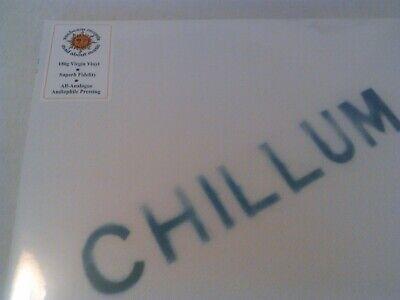 180g Virgin Vinyl
Superb Fidelity
All-Analogue
Audiophile Pressing
CHILLUM